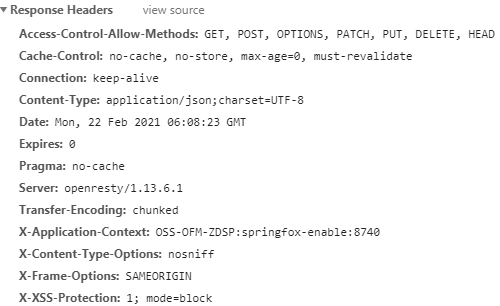 Response Headers view source
Access-Control-Allow-Methods: GET, POST, OPTIONS, PATCH, PUT, DELETE, HEAD
Cache-Control: no-cache, no-store, max-age=0, must-revalidate
Connection: keep-alive
Content-Type: application/json;charset=UTF-8
Date: Mon, 22 Feb 2021 06:08:23 GMT
Expires: 0
Pragma: no-cache
Server: openresty/1.13.6.1
Transfer-Encoding: chunked
X-Application-Context: OSS-OFM-ZDSP:springfox-enable:8740
X-Content-Type-Options: nosniff
X-Frame-Options: SAMEORIGIN
X-XSS-Protection: 1; mode=block